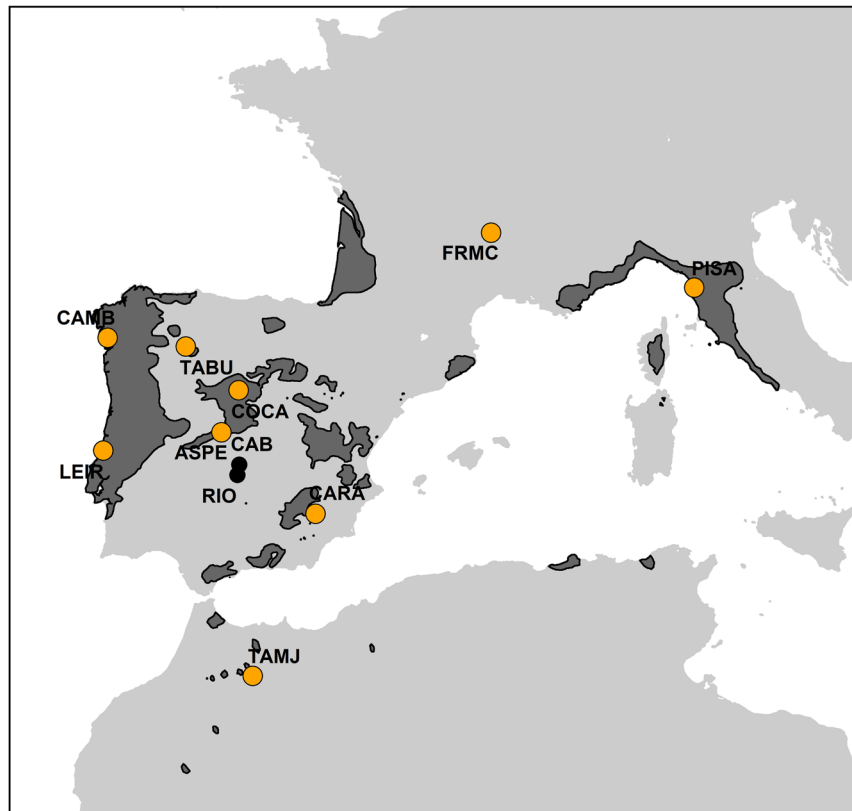 FRMC
PISA
CAMB
TABU
COCA
ASPE
CAB
LEIR
RIO
CARA
TAMJ